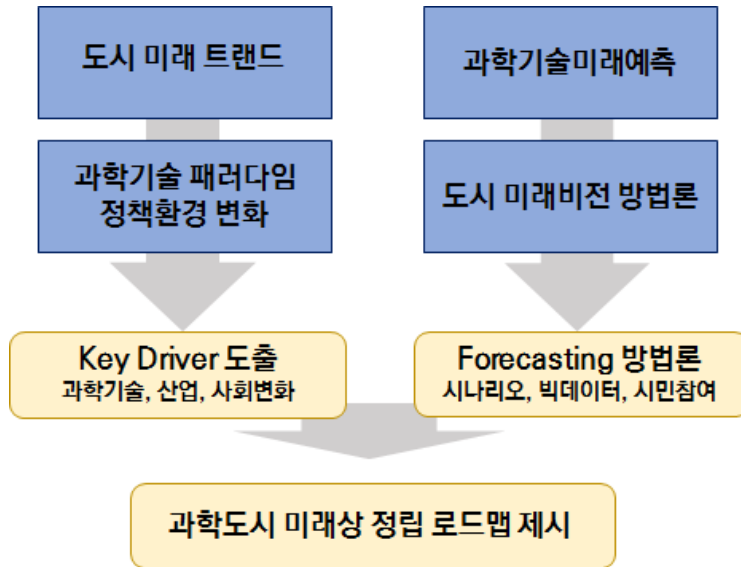 도시 미래 트랜드
과학기술미래예측
과학기술 패러다임
정책환경 변화
도시 미래비전 방법론
Key Driver 도출
과학기술, 산업, 사회변화
Forecasting 방법론
시나리오, 빅데이터, 시민참여
과학도시 미래상 정립 로드맵 제시